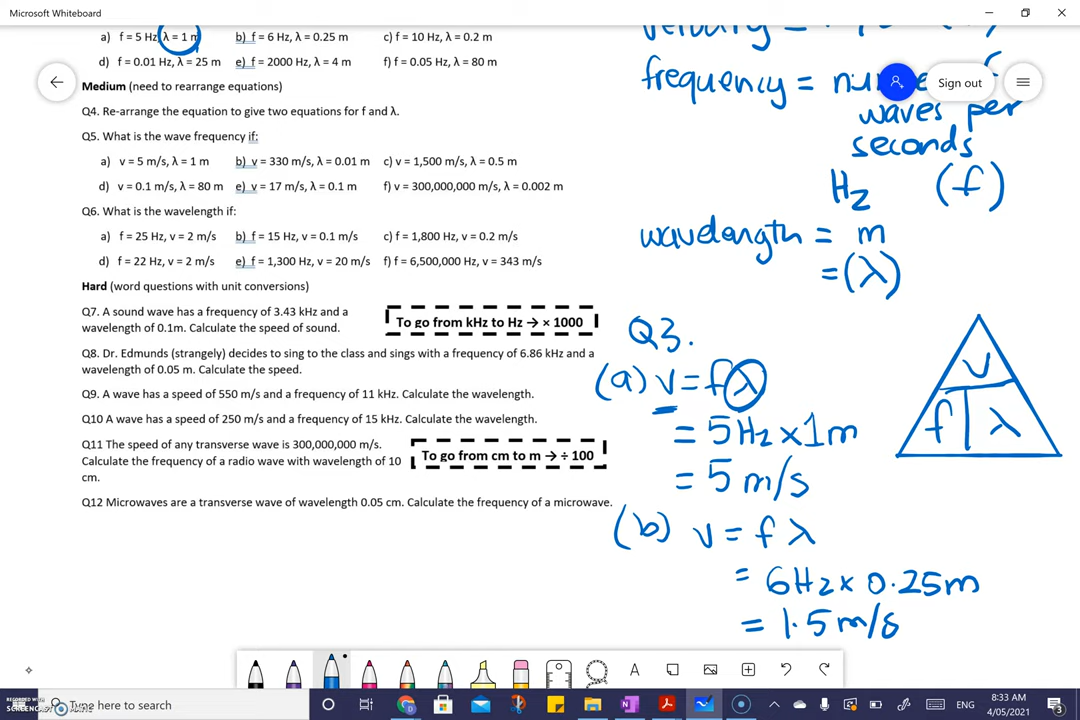 Microsoft Whiteboard
a) f = 5 Hz, λ = 1 m b) f = 6 Hz, λ = 0.25 m c) f = 10 Hz, λ = 0.2 m
d) f = 0.01 Hz, λ = 25 m e) f = 2000 Hz, λ = 4 m f) f = 0.05 Hz, λ = 80 m
Medium (need to rearrange equations)
Q4. Re-arrange the equation to give two equations for f and λ.
Q5. What is the wave frequency if:
a) v = 5 m/s, λ = 1 m b) v = 330 m/s, λ = 0.01 m c) v = 1,500 m/s, λ = 0.5 m
d) v = 0.1 m/s, λ = 80 m e) v = 17 m/s, λ = 0.1 m f) v = 300,000,000 m/s, λ = 0.002 m
Q6. What is the wavelength if:
a) f = 25 Hz, v = 2 m/s b) f = 15 Hz, v = 0.1 m/s c) f = 1,800 Hz, v = 0.2 m/s
d) f = 22 Hz, v = 2 m/s e) f = 1,300 Hz, v = 20 m/s f) f = 6,500,000 Hz, v = 343 m/s
Hard (word questions with unit conversions)
Q7. A sound wave has a frequency of 3.43 kHz and a
wavelength of 0.1m. Calculate the speed of sound.
To go from kHz to Hz → × 1000
Q8. Dr. Edmunds (strangely) decides to sing to the class and sings with a frequency of 6.86 kHz and a
wavelength of 0.05 m. Calculate the speed.
Q9. A wave has a speed of 550 m/s and a frequency of 11 kHz. Calculate the wavelength.
Q10 A wave has a speed of 250 m/s and a frequency of 15 kHz. Calculate the wavelength.
Q11 The speed of any transverse wave is 300,000,000 m/s.
Calculate the frequency of a radio wave with wavelength of 10
cm.
To go from cm to m → ÷ 100
Q12 Microwaves are a transverse wave of wavelength 0.05 cm. Calculate the frequency of a microwave.
velocity =
Sign out
frequency =
waves per
seconds
Hz (f)
wavelength = m
= (λ)
Q3.
(a) v = fλ
= 5Hz × 1m
= 5 m/s
(b) v = f λ
= 6Hz × 0.25m
= 1.5 m/s
v
f λ
A
RECORDED WITH
SCREENCAST MATIC
Type here to search
ENG
8:33 AM
4/05/2021
3